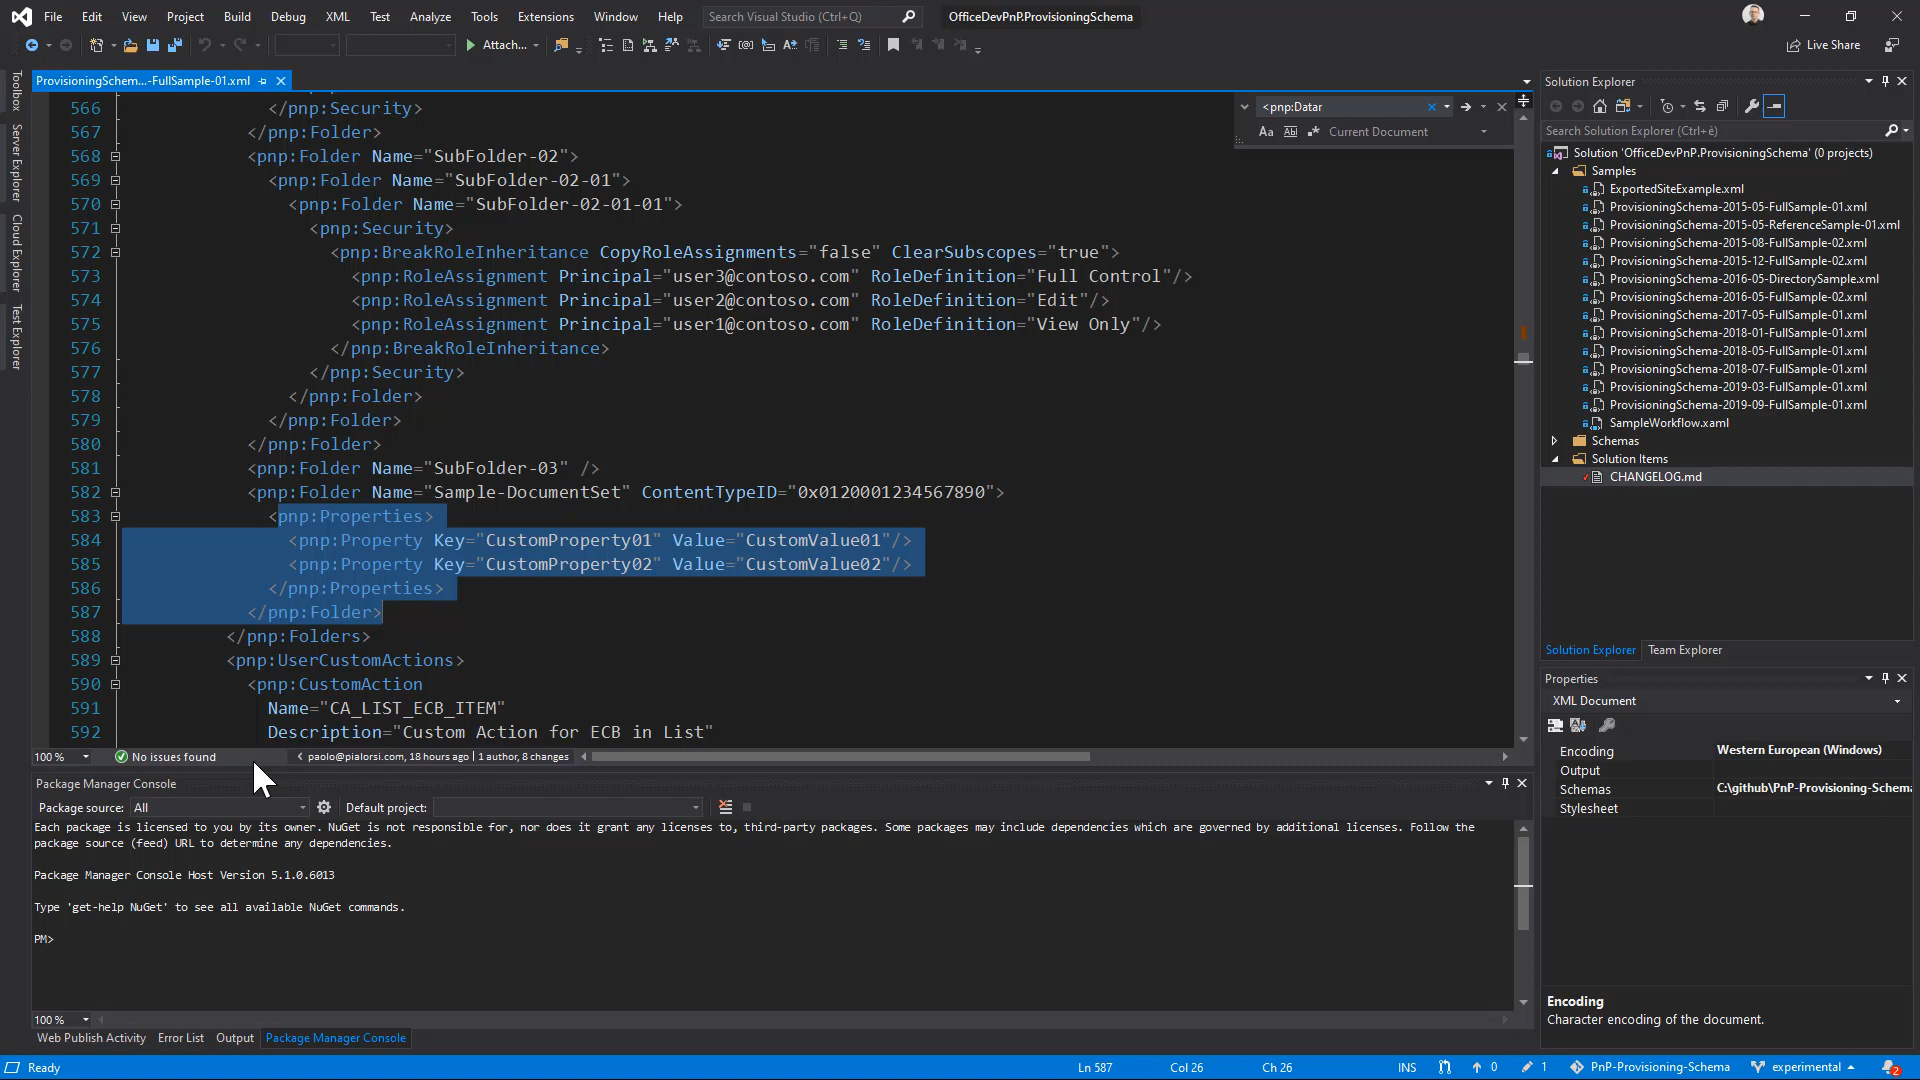 File Edit View Project Build Debug XML Test Analyze Tools Extensions Window Help Search Visual Studio (Ctrl+Q) OfficeDevPnP.ProvisioningSchema
Attach... Live Share
Toolbox
Server Explorer
Cloud Explorer
Test Explorer
ProvisioningSchem...-FullSample-01.xml
<pnp:Datar
Aa Current Document
566 </pnp:Security>
567 </pnp:Folder>
568 <pnp:Folder Name="SubFolder-02">
569 <pnp:Folder Name="SubFolder-02-01">
570 <pnp:Folder Name="SubFolder-02-01-01">
571 <pnp:Security>
572 <pnp:BreakRoleInheritance CopyRoleAssignments="false" ClearSubscopes="true">
573 <pnp:RoleAssignment Principal="user3@contoso.com" RoleDefinition="Full Control"/>
574 <pnp:RoleAssignment Principal="user2@contoso.com" RoleDefinition="Edit"/>
575 <pnp:RoleAssignment Principal="user1@contoso.com" RoleDefinition="View Only"/>
576 </pnp:BreakRoleInheritance>
577 </pnp:Security>
578 </pnp:Folder>
579 </pnp:Folder>
580 </pnp:Folder>
581 <pnp:Folder Name="SubFolder-03" />
582 <pnp:Folder Name="Sample-DocumentSet" ContentTypeID="0x0120001234567890">
583 <pnp:Properties>
584 <pnp:Property Key="CustomProperty01" Value="CustomValue01"/>
585 <pnp:Property Key="CustomProperty02" Value="CustomValue02"/>
586 </pnp:Properties>
587 </pnp:Folder>
588 </pnp:Folders>
589 <pnp:UserCustomActions>
590 <pnp:CustomAction
591 Name="CA_LIST_ECB_ITEM"
592 Description="Custom Action for ECB in List"
100 % No issues found paolo@pialorsi.com, 18 hours ago | 1 author, 8 changes
Package Manager Console
Package source: All Default project:
Each package is licensed to you by its owner. NuGet is not responsible for, nor does it grant any licenses to, third-party packages. Some packages may include dependencies which are governed by additional licenses. Follow the
package source (feed) URL to determine any dependencies.
Package Manager Console Host Version 5.1.0.6013
Type 'get-help NuGet' to see all available NuGet commands.
PM>
100 %
Web Publish Activity Error List Output Package Manager Console
Solution Explorer
Search Solution Explorer (Ctrl+è)
Solution 'OfficeDevPnP.ProvisioningSchema' (0 projects)
Samples
ExportedSiteExample.xml
ProvisioningSchema-2015-05-FullSample-01.xml
ProvisioningSchema-2015-05-ReferenceSample-01.xml
ProvisioningSchema-2015-08-FullSample-02.xml
ProvisioningSchema-2015-12-FullSample-02.xml
ProvisioningSchema-2016-05-DirectorySample.xml
ProvisioningSchema-2016-05-FullSample-02.xml
ProvisioningSchema-2017-05-FullSample-01.xml
ProvisioningSchema-2018-01-FullSample-01.xml
ProvisioningSchema-2018-05-FullSample-01.xml
ProvisioningSchema-2018-07-FullSample-01.xml
ProvisioningSchema-2019-03-FullSample-01.xml
ProvisioningSchema-2019-09-FullSample-01.xml
SampleWorkflow.xaml
Schemas
Solution Items
CHANGELOG.md
Solution Explorer Team Explorer
Properties
XML Document
Encoding Western European (Windows)
Output
Schemas C:\github\PnP-Provisioning-Schema
Stylesheet
Encoding
Character encoding of the document.
Ready Ln 587 Col 26 Ch 26 INS 0 1 PnP-Provisioning-Schema experimental 2